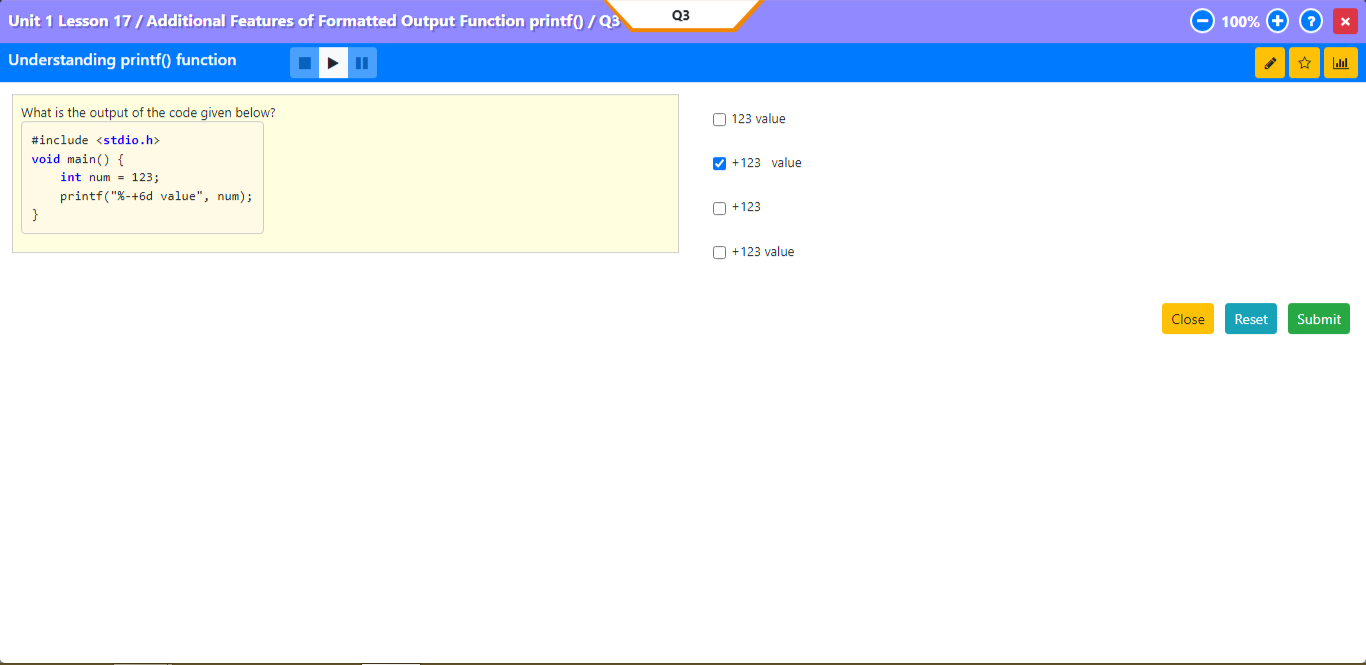 Unit 1 Lesson 17 / Additional Features of Formatted Output Function printf() / Q3
Q3
100%
?
Understanding printf() function
What is the output of the code given below?
#include <stdio.h>
void main() {
    int num = 123;
    printf("%-+6d value", num);
}
123 value
+123   value
+123
+123 value
Close
Reset
Submit